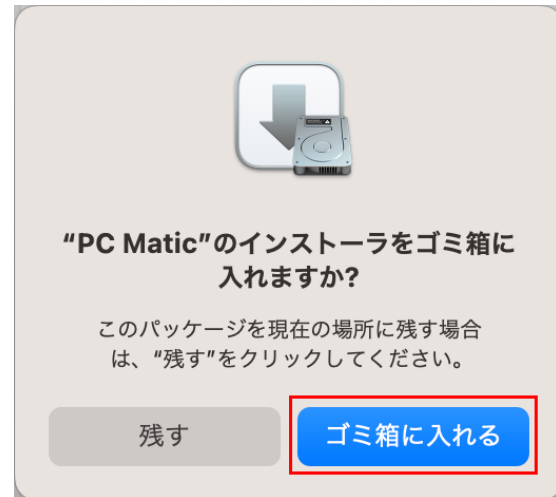 “PC Matic”のインストーラをゴミ箱に
入れますか?
このパッケージを現在の場所に残す場合
は、“残す”をクリックしてください。
残す
ゴミ箱に入れる